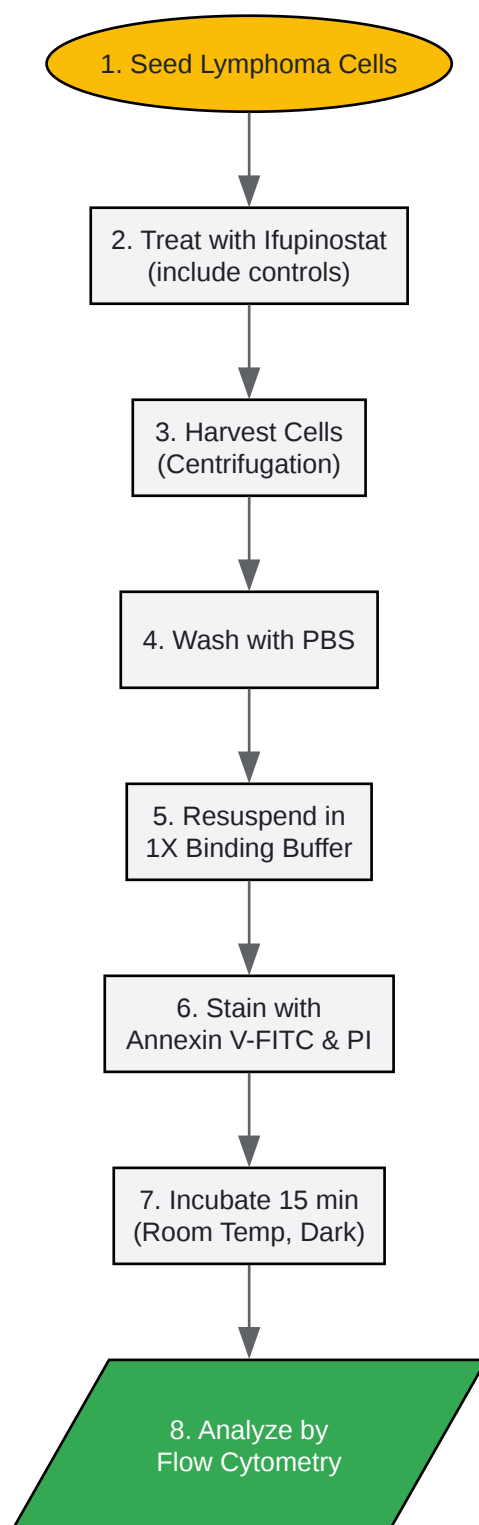 1. Seed Lymphoma Cells
2. Treat with Ifupinostat
(include controls)
3. Harvest Cells
(Centrifugation)
4. Wash with PBS
5. Resuspend in
1X Binding Buffer
6. Stain with
Annexin V-FITC & PI
7. Incubate 15 min
(Room Temp, Dark)
8. Analyze by
Flow Cytometry